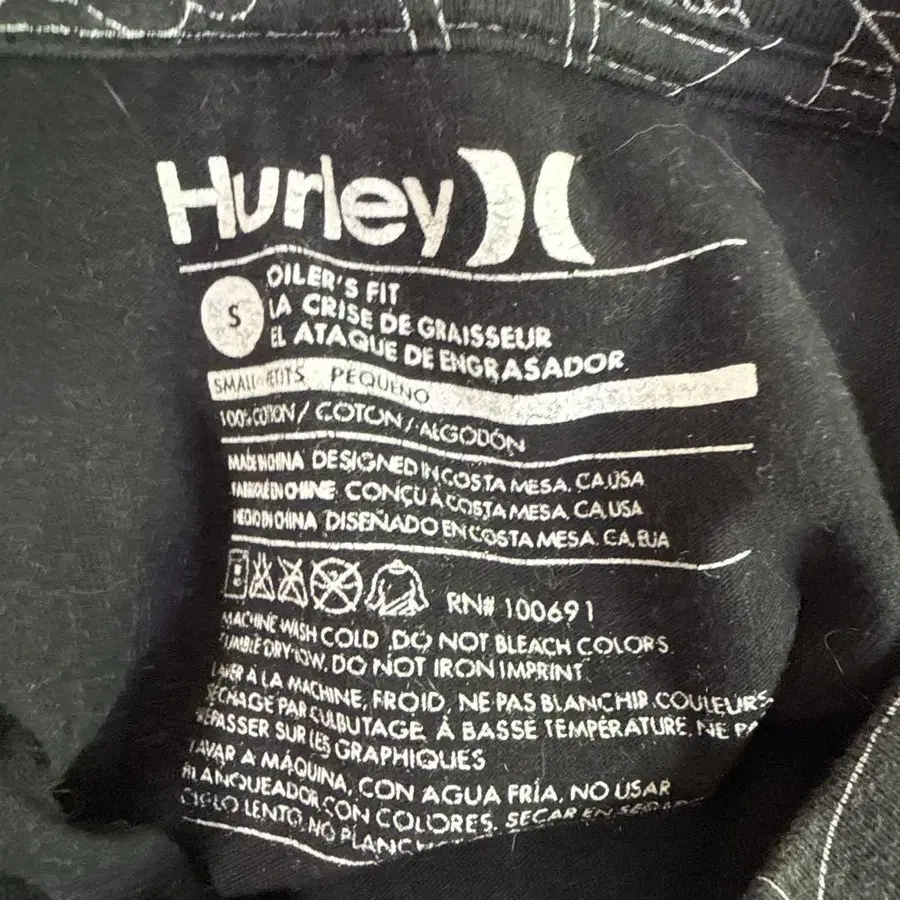 Hurley
S
OILER'S FIT
LA CRISE DE GRAISSEUR
EL ATAQUE DE ENGRASADOR
SMALL PETITS PEQUENO
100% COTTON / COTON / ALGODÓN
MADE IN CHINA DESIGNED IN COSTA MESA, CA, USA
FABRIQUÉ EN CHINE CONÇU À COSTA MESA, CA, USA
HECHO EN CHINA DISEÑADO EN COSTA MESA, CA, EUA
RN# 100691
MACHINE WASH COLD, DO NOT BLEACH COLORS.
TUMBLE DRY LOW, DO NOT IRON IMPRINT
LAVER À LA MACHINE, FROID, NE PAS BLANCHIR COULEURS
SÉCHAGE PAR CULBUTAGE À BASSE TEMPÉRATURE, NE PA
REPASSER SUR LES GRAPHIQUES
LAVAR A MÁQUINA, CON AGUA FRÍA, NO USAR
BLANQUEADOR CON COLORES. SECAR EN
CICLO LENTO, NO